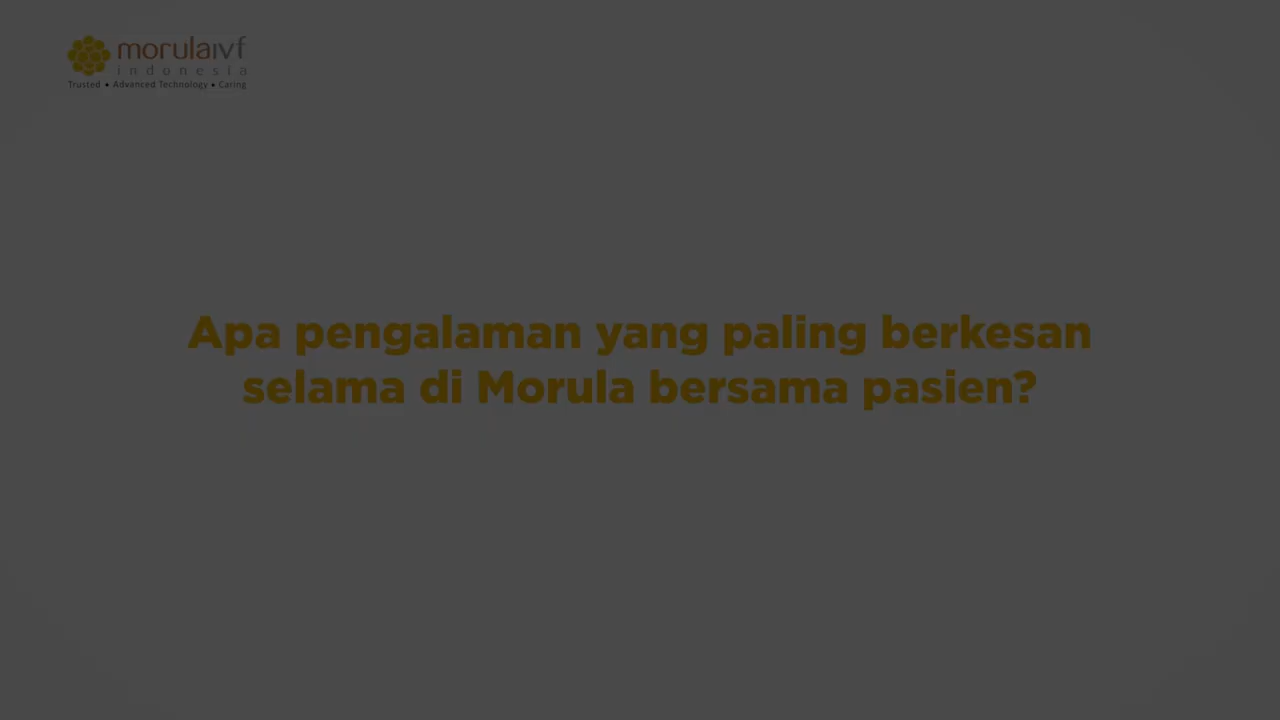 morulaivf
indonesia
Trusted • Advanced Technology • Caring
Apa pengalaman yang paling berkesan
selama di Morula bersama pasien?